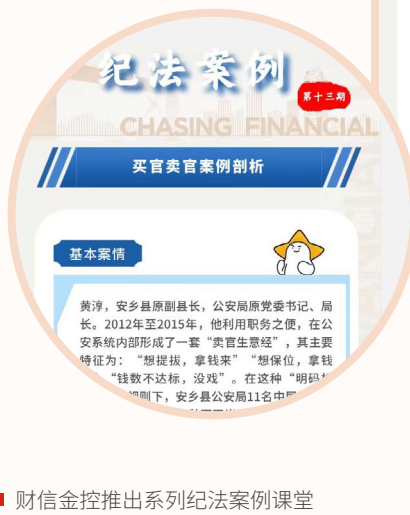 纪法案例
第十三期
CHASING FINANCIAL
买官卖官案例剖析
基本案情
黄淳,安乡县原副县长,公安局原党委书记、局
长。2012年至2015年,他利用职务之便,在公
安系统内部形成了一套“卖官生意经”,其主要
特征为:“想提拔,拿钱来”“想保位,拿钱
“钱数不达标,没戏”。在这种“明码
规则下,安乡县公安局11名中
财信金控推出系列纪法案例课堂